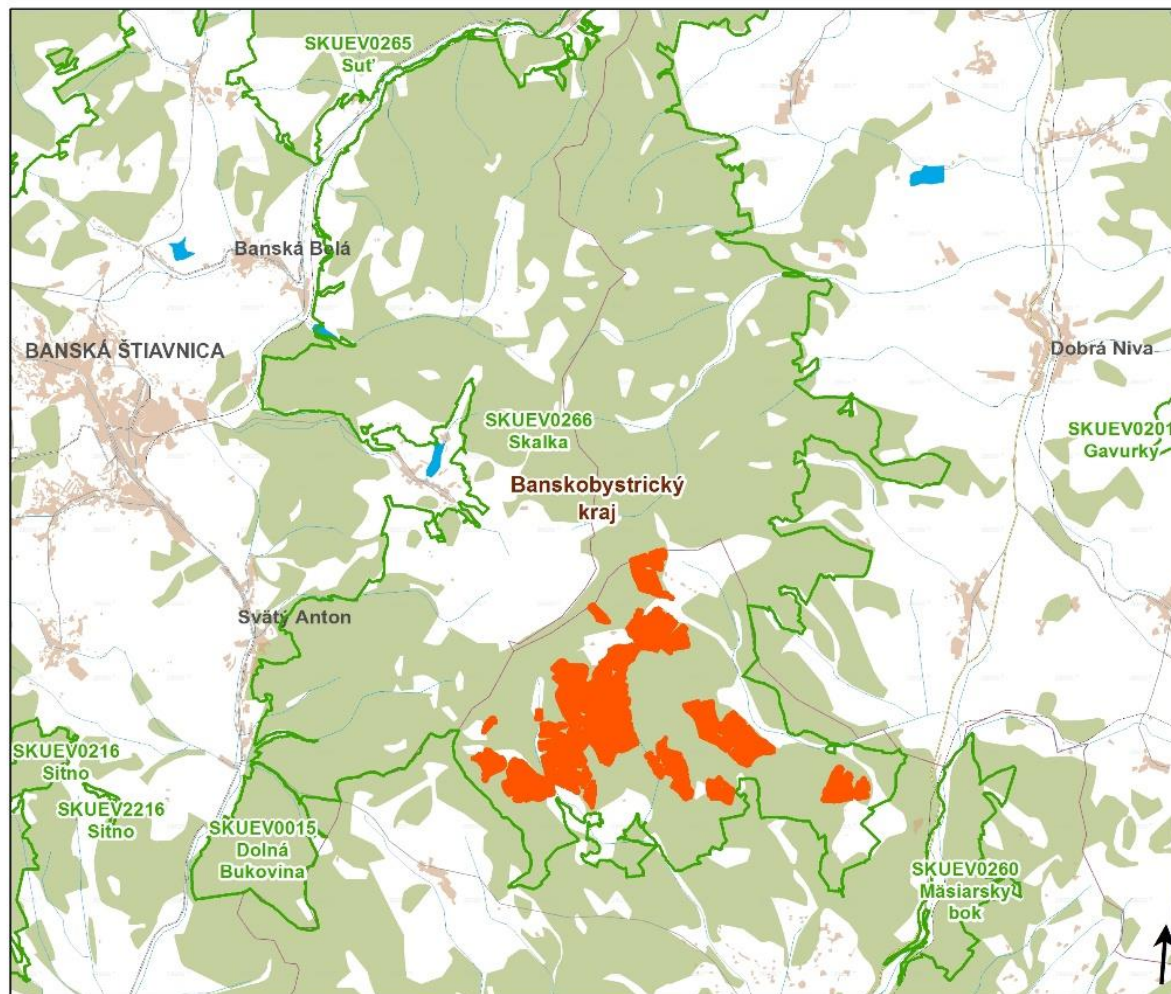 SKUEV0265
Suť
Banská Belá
BANSKÁ ŠTIAVNICA
Dobrá Niva
SKUEV0266
Skalka
SKUEV0201
Gavurky
Banskobystrický
kraj
Svätý Anton
SKUEV0216
Sitno
SKUEV2216
Sitno
SKUEV0015
Dolná
Bukovina
SKUEV0260
Mäsiarsky
bok